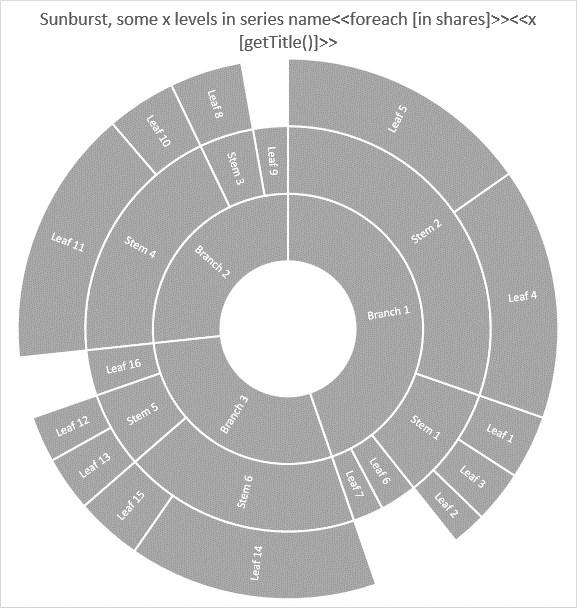 Sunburst, some x levels in series name<<foreach [in shares]>><<x
[getTitle()]>>
Leaf 5
Leaf 4
Leaf 1
Leaf 3
Leaf 2
Leaf 14
Leaf 15
Leaf 13
Leaf 12
Leaf 11
Leaf 10
Leaf 8
Stem 2
Stem 1
Leaf 6
Leaf 7
Stem 6
Stem 5
Leaf 16
Stem 4
Stem 3
Leaf 9
Branch 1
Branch 3
Branch 2